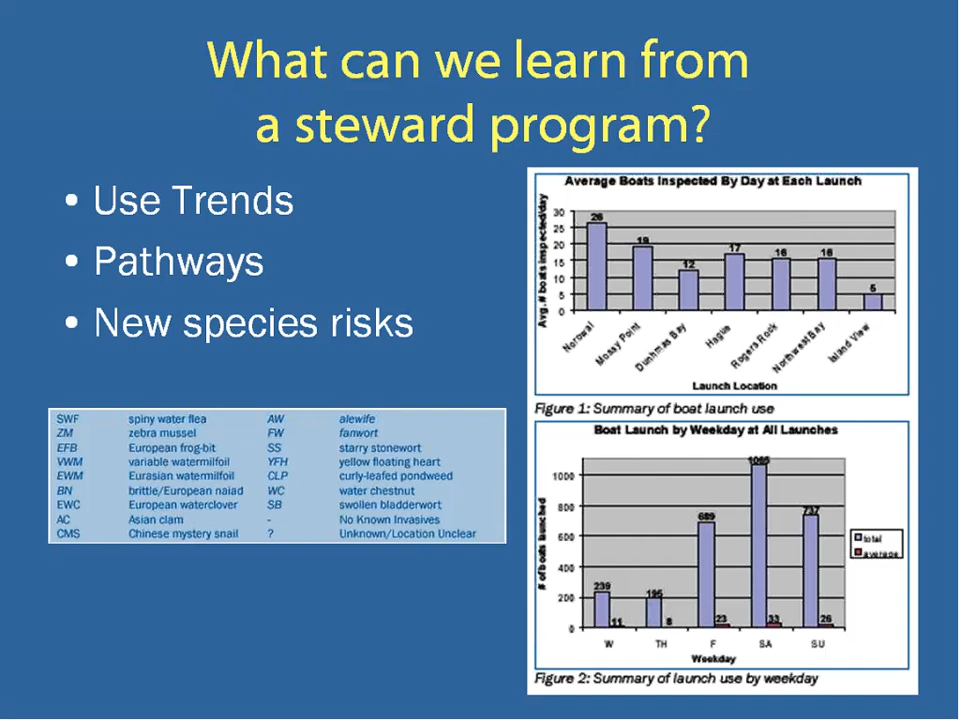 What can we learn from
a steward program?
• Use Trends
• Pathways
• New species risks
SWF spiny water flea AW alewife
ZM zebra mussel FW fanwort
EFB European frog-bit SS starry stonewort
VWM variable watermilfoil YFH yellow floating heart
EWM Eurasian watermilfoil CLP curly-leafed pondweed
BN brittle/European naiad WC water chestnut
EWC European waterclover SB swollen bladderwort
AC Asian clam - No Known Invasives
CMS Chinese mystery snail ? Unknown/Location Unclear
Average Boats Inspected By Day at Each Launch
Avg. # boats inspected/day
30
25
20
15
10
5
0
26 19 12 17 16 16 5
Norowal Mossy Point Dunhmas Bay Hague Rogers Rock Northwest Bay Island View
Launch Location
Figure 1: Summary of boat launch use
Boat Launch by Weekday at All Launches
# of boats launched
1000
800
600
400
200
0
239 11 195 8 689 23 1065 33 737 26
W TH F SA SU
Weekday
total
average
Figure 2: Summary of launch use by weekday